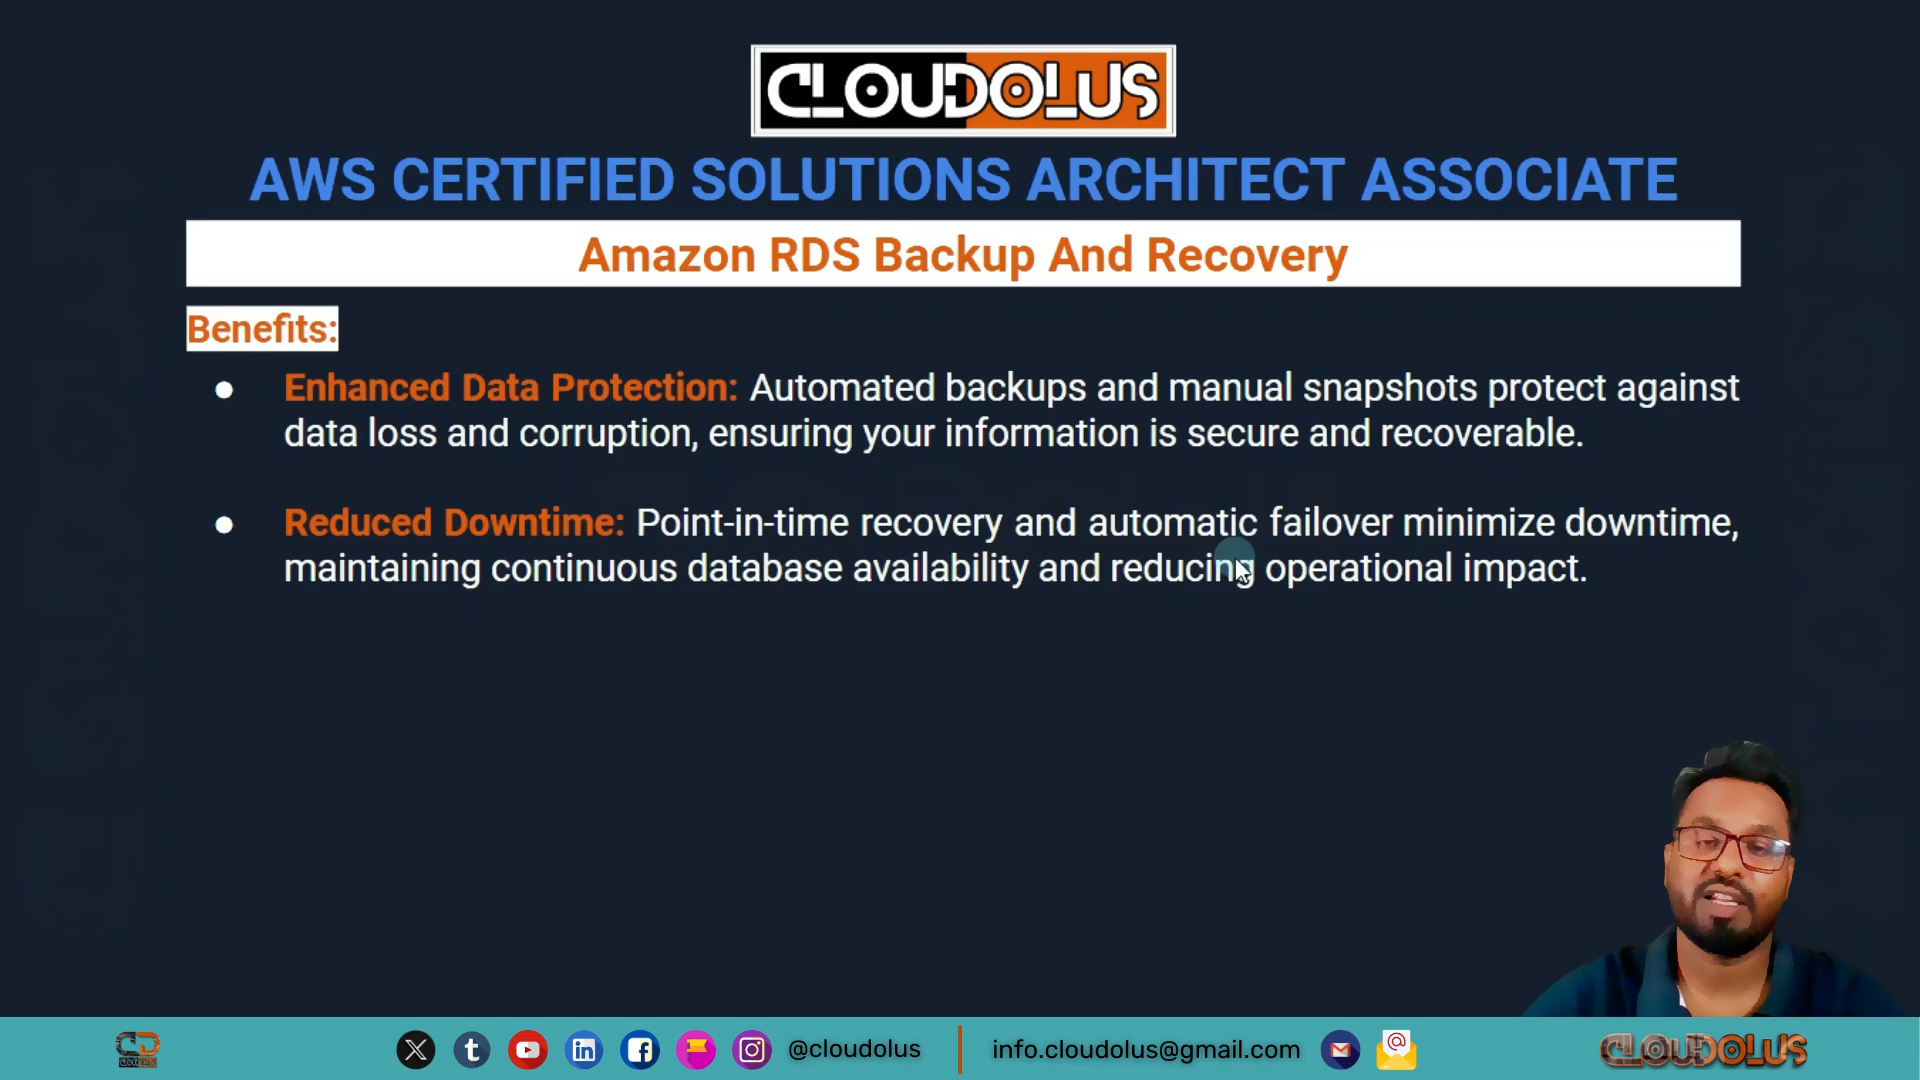 CLOUDOLUS
AWS CERTIFIED SOLUTIONS ARCHITECT ASSOCIATE
Amazon RDS Backup And Recovery
Benefits:
● Enhanced Data Protection: Automated backups and manual snapshots protect against
data loss and corruption, ensuring your information is secure and recoverable.
● Reduced Downtime: Point-in-time recovery and automatic failover minimize downtime,
maintaining continuous database availability and reducing operational impact.
@cloudolus
info.cloudolus@gmail.com
CLOUDOLUS